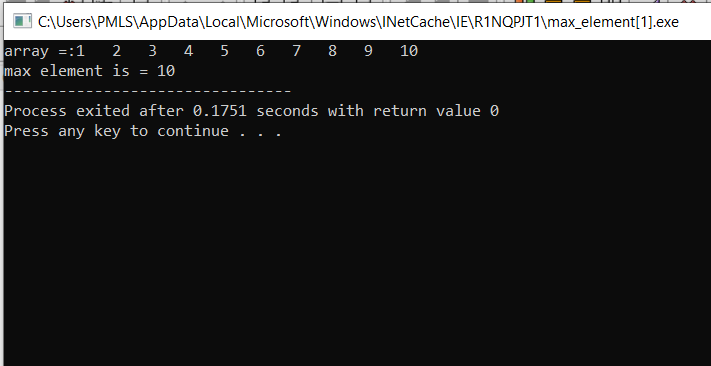 C:\Users\PMLS\AppData\Local\Microsoft\Windows\INetCache\IE\R1NQPJT1\max_element[1].exe
array =:1   2   3   4   5   6   7   8   9   10
max element is = 10
--------------------------------
Process exited after 0.1751 seconds with return value 0
Press any key to continue . . .